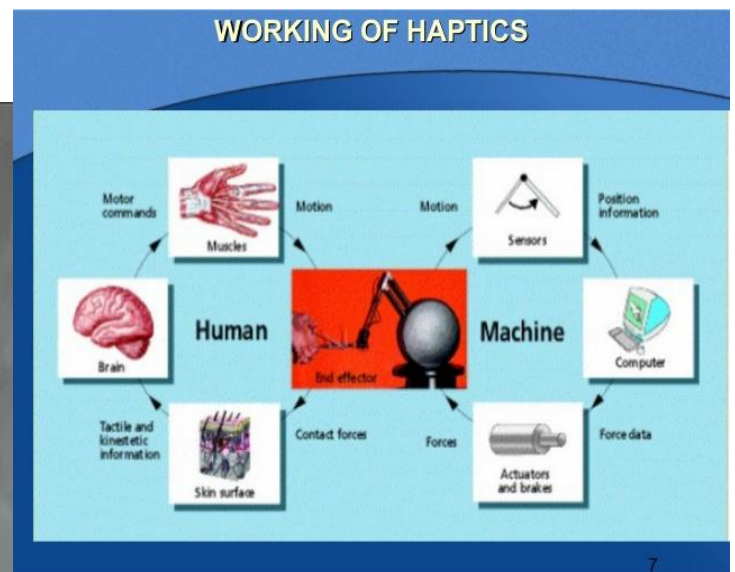 WORKING OF HAPTICS
Motor
commands
Muscles
Motion
Motion
Sensors
Position
information
Brain
Human
End effector
Machine
Computer
Tactile and
kinestetic
information
Skin surface
Contact forces
Forces
Actuators
and brakes
Force data
7